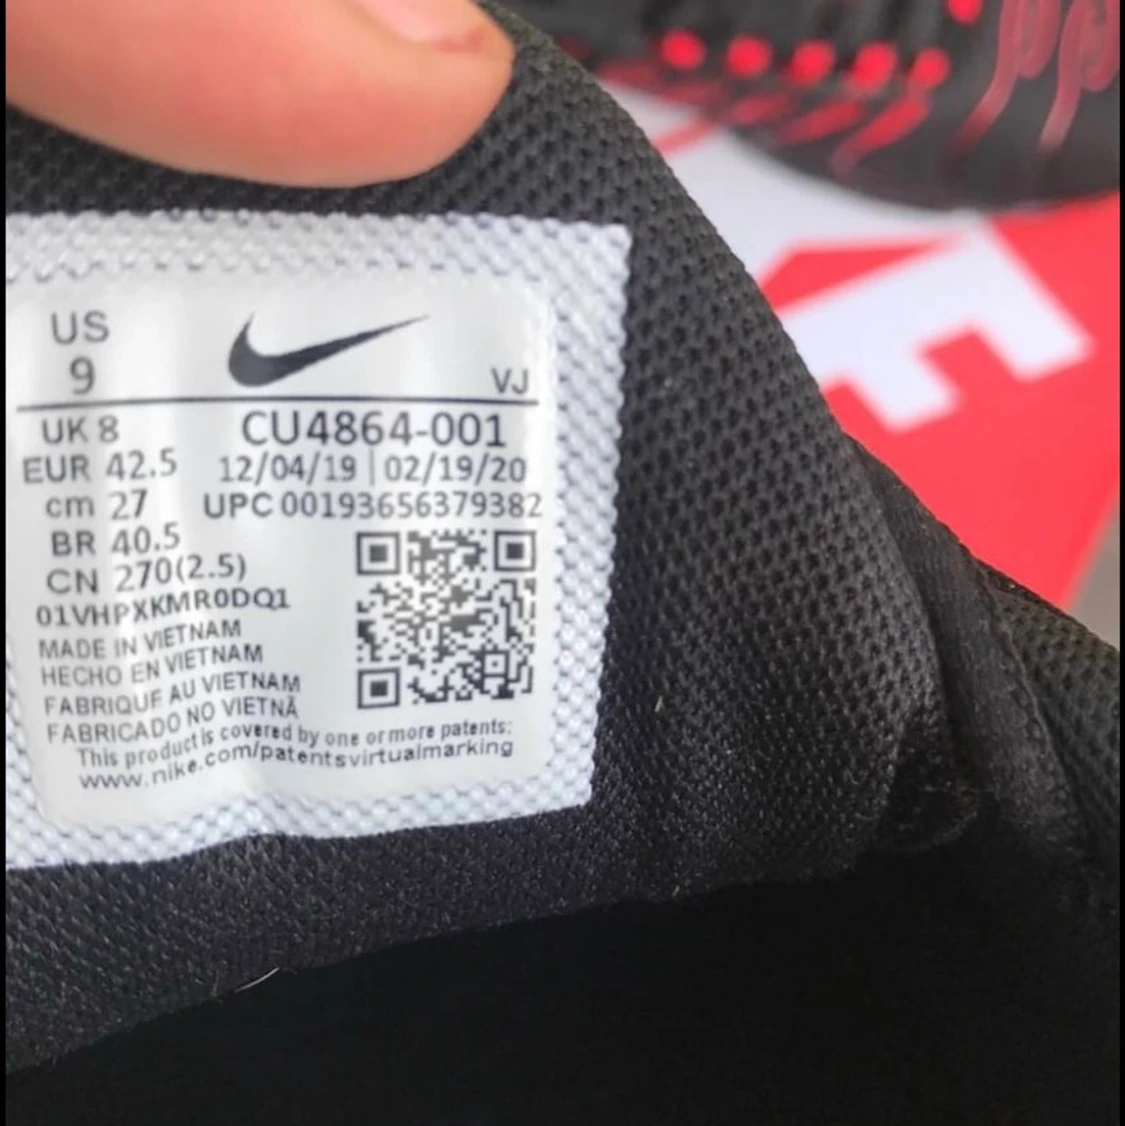 US
9
VJ
UK 8
CU4864-001
EUR 42.5
12/04/19 | 02/19/20
cm 27
UPC 00193656379382
BR 40.5
CN 270(2.5)
01VHPXKMR0DQ1
MADE IN VIETNAM
HECHO EN VIETNAM
FABRIQUE AU VIETNAM
FABRICADO NO VIETNÃ
This product is covered by one or more patents:
www.nike.com/patentsvirtualmarking